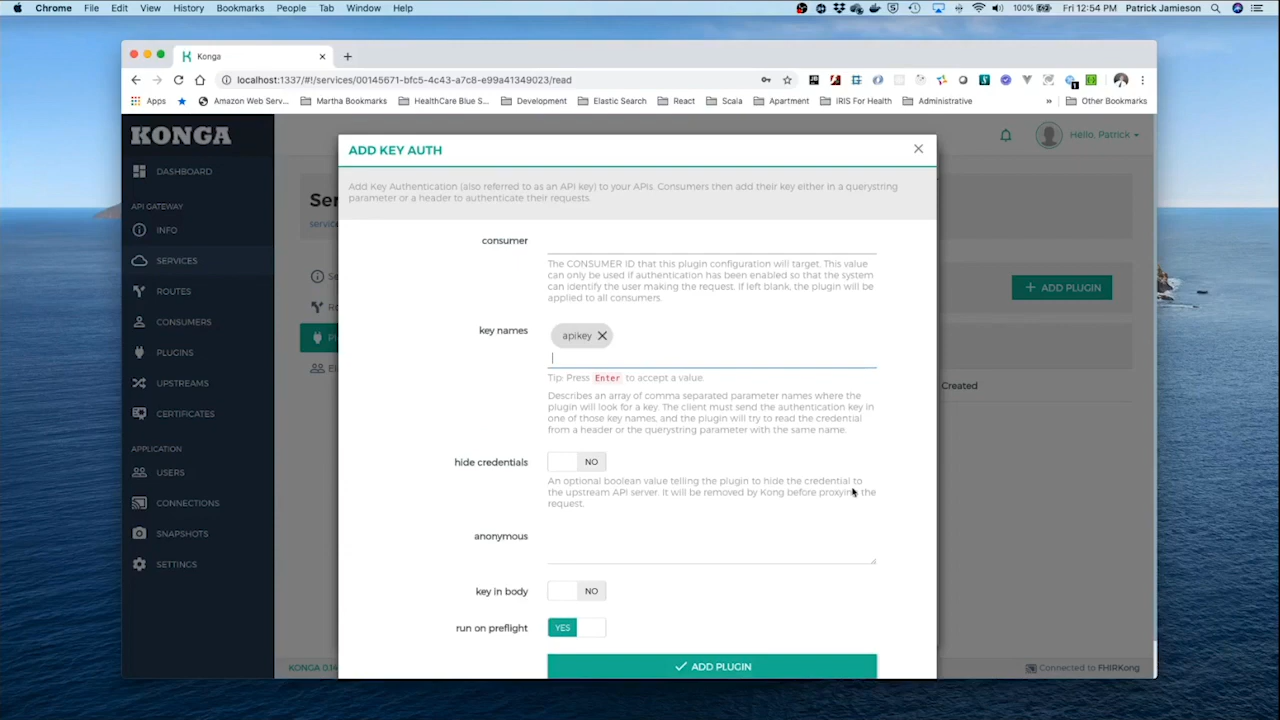 Chrome File Edit View History Bookmarks People Tab Window Help
100% Fri 12:54 PM Patrick Jamieson
Konga
localhost:1337/#!/services/00145671-bfc5-4c43-a7c8-e99a41349023/read
Apps Amazon Web Serv... Martha Bookmarks HealthCare Blue S... Development Elastic Search React Scala Apartment IRIS For Health Administrative » Other Bookmarks
KONGA
Hello, Patrick
DASHBOARD
API GATEWAY
INFO
SERVICES
ROUTES
CONSUMERS
PLUGINS
UPSTREAMS
CERTIFICATES
APPLICATION
USERS
CONNECTIONS
SNAPSHOTS
SETTINGS
Ser
ADD PLUGIN
Created
ADD KEY AUTH
Add Key Authentication (also referred to as an API key) to your APIs. Consumers then add their key either in a querystring
parameter or a header to authenticate their requests.
consumer
The CONSUMER ID that this plugin configuration will target. This value
can only be used if authentication has been enabled so that the system
can identify the user making the request. If left blank, the plugin will be
applied to all consumers.
key names
apikey
Tip: Press Enter to accept a value.
Describes an array of comma separated parameter names where the
plugin will look for a key. The client must send the authentication key in
one of those key names, and the plugin will try to read the credential
from a header or the querystring parameter with the same name.
hide credentials
NO
An optional boolean value telling the plugin to hide the credential to
the upstream API server. It will be removed by Kong before proxying the
request.
anonymous
key in body
NO
run on preflight
YES
ADD PLUGIN
KONGA 0.14
Connected to FHIRKong